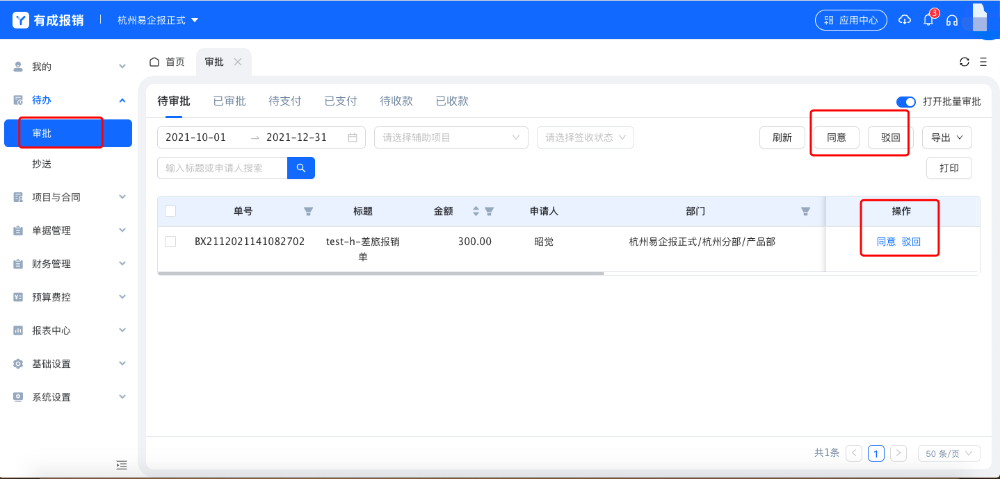 有成报销
杭州易企报正式
应用中心
3
我的
待办
审批
抄送
项目与合同
单据管理
财务管理
预算费控
报表中心
基础设置
系统设置
首页
审批
待审批 已审批 待支付 已支付 待收款 已收款
打开批量审批
2021-10-01 → 2021-12-31
请选择辅助项目
请选择签收状态
刷新
同意
驳回
导出
输入标题或申请人搜索
打印
单号 标题 金额 申请人 部门 操作
BX2112021141082702 test-h-差旅报销 300.00 昭觉 杭州易企报正式/杭州分部/产品部 同意 驳回
单
共1条 < 1 > 50 条/页